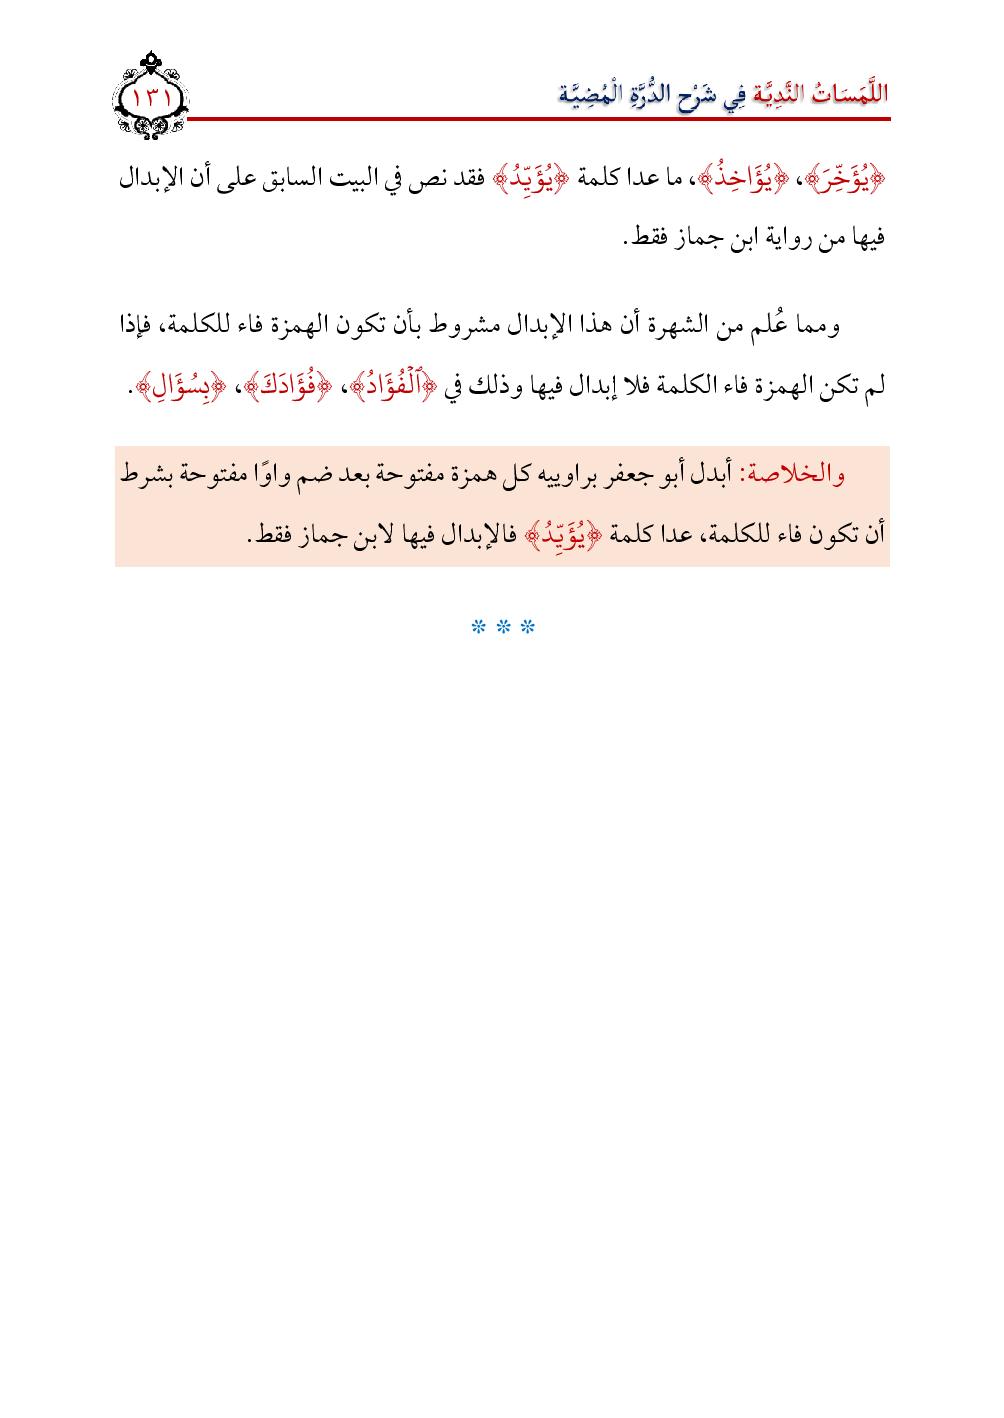 اللَّمَسَاتُ النَّدِيَّة فِي شَرْح الدُّرَّةِ الْمُضِيَّة
١٣١
﴿يُؤَخِّرَ﴾، ﴿يُؤَاخِذُ﴾، ما عدا كلمة ﴿يُؤَيِّدُ﴾ فقد نص في البيت السابق على أن الإبدال
فيها من رواية ابن جماز فقط.
ومما عُلم من الشهرة أن هذا الإبدال مشروط بأن تكون الهمزة فاء للكلمة، فإذا
لم تكن الهمزة فاء الكلمة فلا إبدال فيها وذلك في ﴿ٱلْفُؤَادُ﴾، ﴿فُؤَادَكَ﴾، ﴿بِسُؤَالِ﴾.
والخلاصة: أبدل أبو جعفر براوييه كل همزة مفتوحة بعد ضم واوًا مفتوحة بشرط
أن تكون فاء للكلمة، عدا كلمة ﴿يُؤَيِّدُ﴾ فالإبدال فيها لابن جماز فقط.
* * *